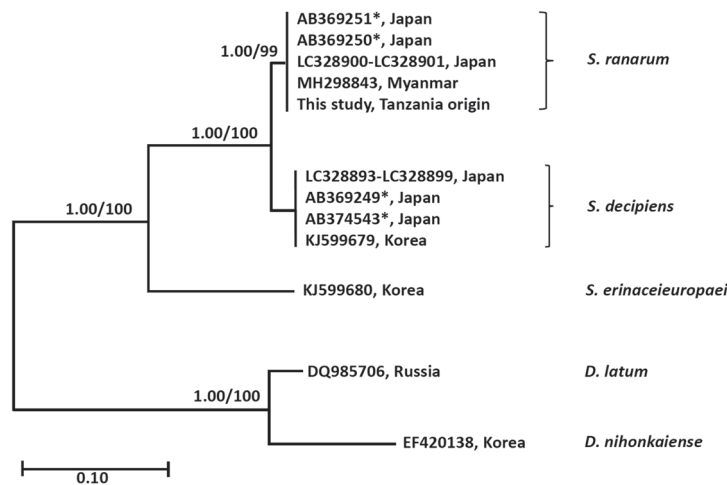 AB369251*, Japan
AB369250*, Japan
1.00/99
LC328900-LC328901, Japan
S. ranarum
MH298843, Myanmar
This study, Tanzania origin
1.00/100
LC328893-LC328899, Japan
AB369249*, Japan
S. decipiens
1.00/100
AB374543*, Japan
KJ599679, Korea
KJ599680, Korea
S. erinaceieuropaei
DQ985706, Russia
D. latum
1.00/100
EF420138, Korea
D. nihonkaiense
0.10